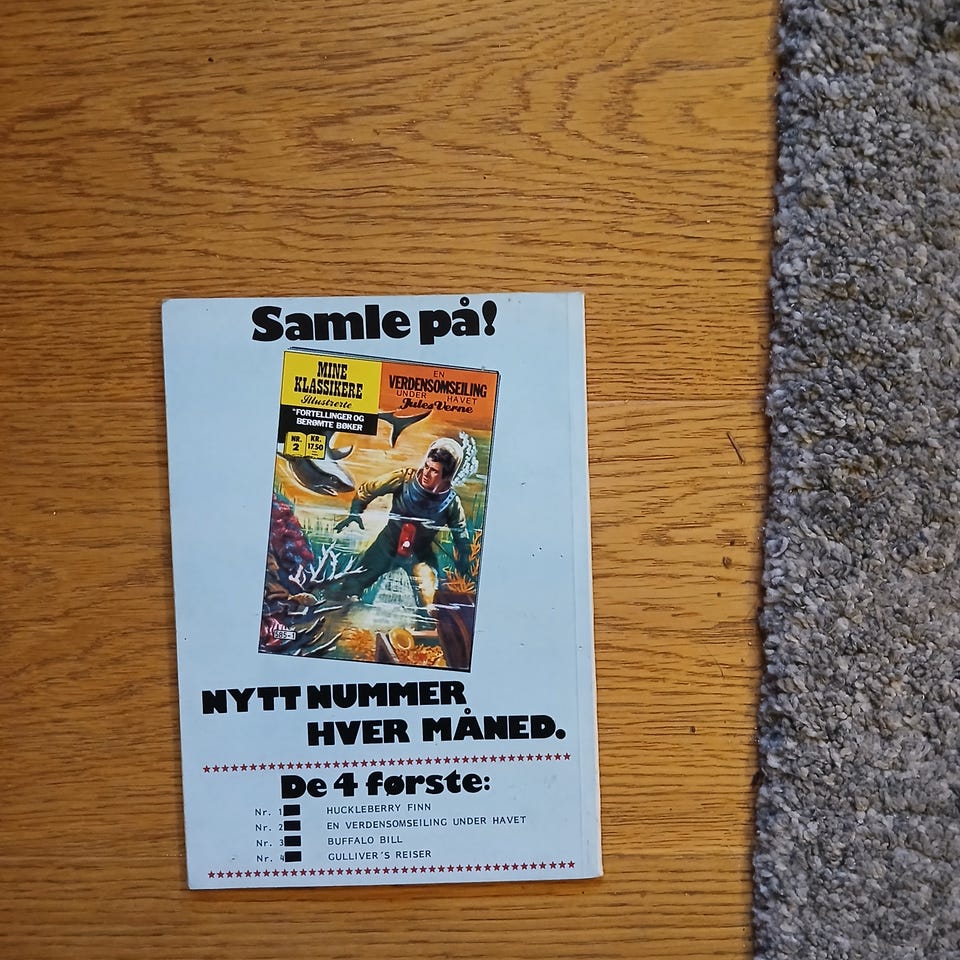 Samle på!
MINE
KLASSIKERE
Illustrerte
*FORTELLINGER OG
BERØMTE BØKER
NR.
2
KR.
17.50
EN
VERDENSOMSEILING
UNDER HAVET
Jules Verne
505-1
NYTT NUMMER
HVER MÅNED.
De 4 første:
Nr. 1 HUCKLEBERRY FINN
Nr. 2 EN VERDENSOMSEILING UNDER HAVET
Nr. 3 BUFFALO BILL
Nr. 4 GULLIVER'S REISER